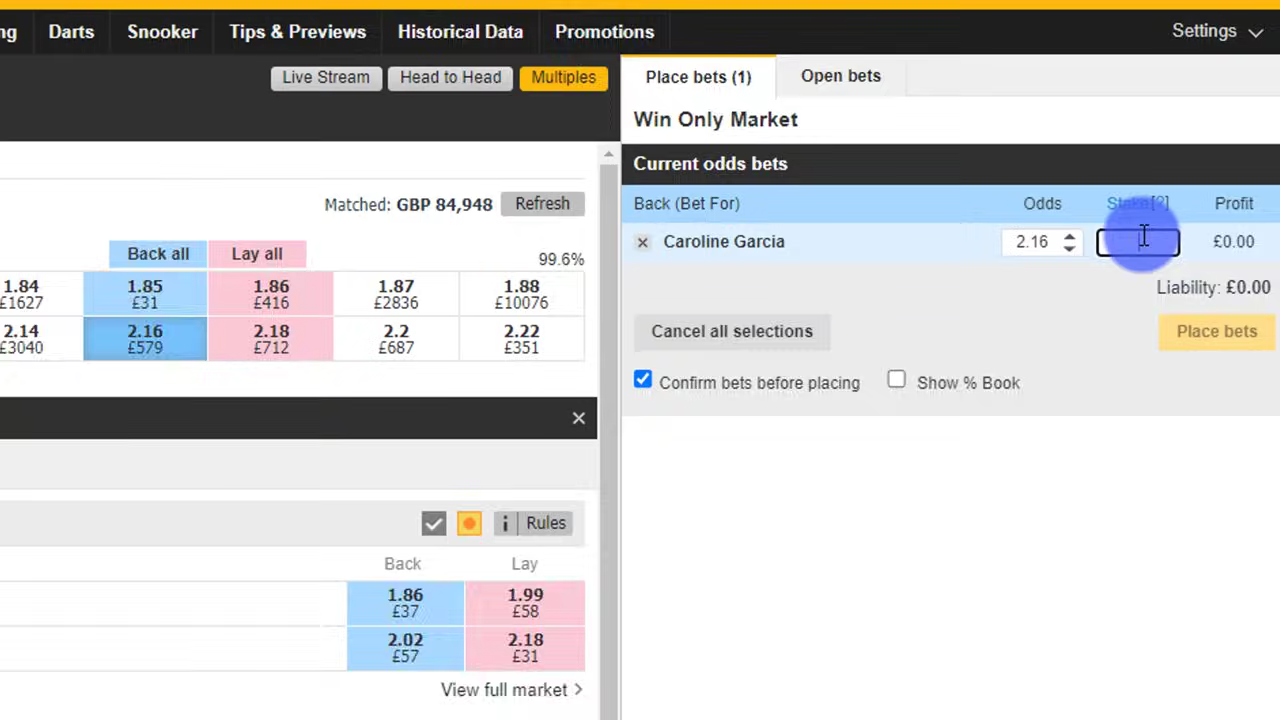 ng Darts Snooker Tips & Previews Historical Data Promotions Settings
Live Stream Head to Head Multiples
Place bets (1) Open bets
Win Only Market
Current odds bets
Matched: GBP 84,948 Refresh
Back (Bet For) Odds Stake[?] Profit
Caroline Garcia 2.16 £0.00
Back all Lay all 99.6%
1.84 1.85 1.86 1.87 1.88
£1627 £31 £416 £2836 £10076
Liability: £0.00
2.14 2.16 2.18 2.2 2.22
£3040 £579 £712 £687 £351
Cancel all selections Place bets
Confirm bets before placing Show % Book
i Rules
Back Lay
1.86 1.99
£37 £58
2.02 2.18
£57 £31
View full market >